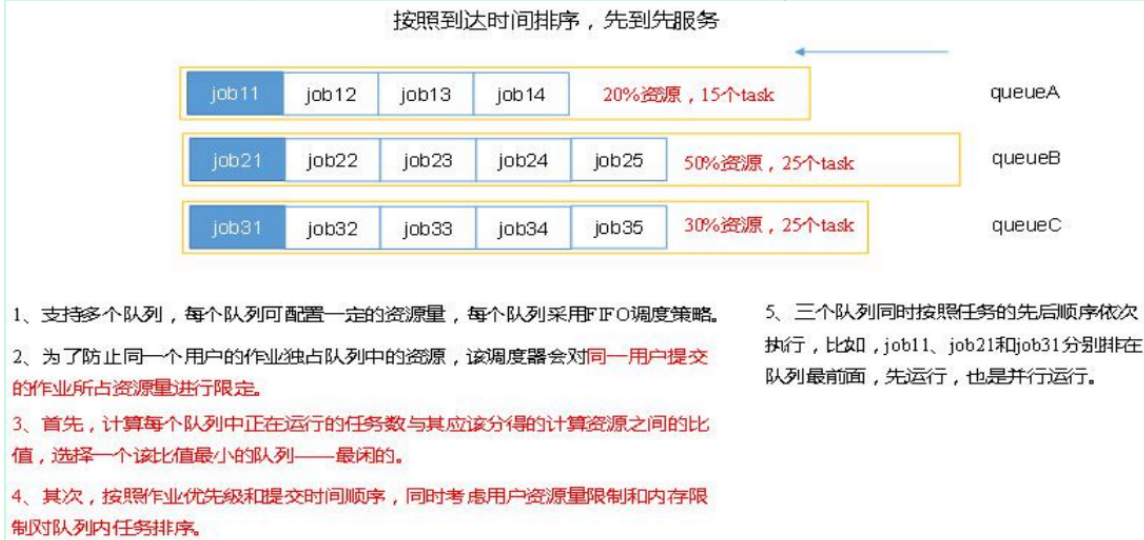 按照到达时间排序，先到先服务
job11 job12 job13 job14 20%资源，15个task queueA
job21 job22 job23 job24 job25 50%资源，25个task queueB
job31 job32 job33 job34 job35 30%资源，25个task queueC
1、支持多个队列，每个队列可配置一定的资源量，每个队列采用FIFO调度策略。
2、为了防止同一个用户的作业独占队列中的资源，该调度器会对同一用户提交
的作业所占资源量进行限定。
3、首先，计算每个队列中正在运行的任务数与其应该分得的计算资源之间的比
值，选择一个该比值最小的队列——最闲的。
4、其次，按照作业优先级和提交时间顺序，同时考虑用户资源量限制和内存限
制对队列内任务排序。
5、三个队列同时按照任务的先后顺序依次
执行，比如，job11、job21和job31分别排在
队列最前面，先运行，也是并行运行。